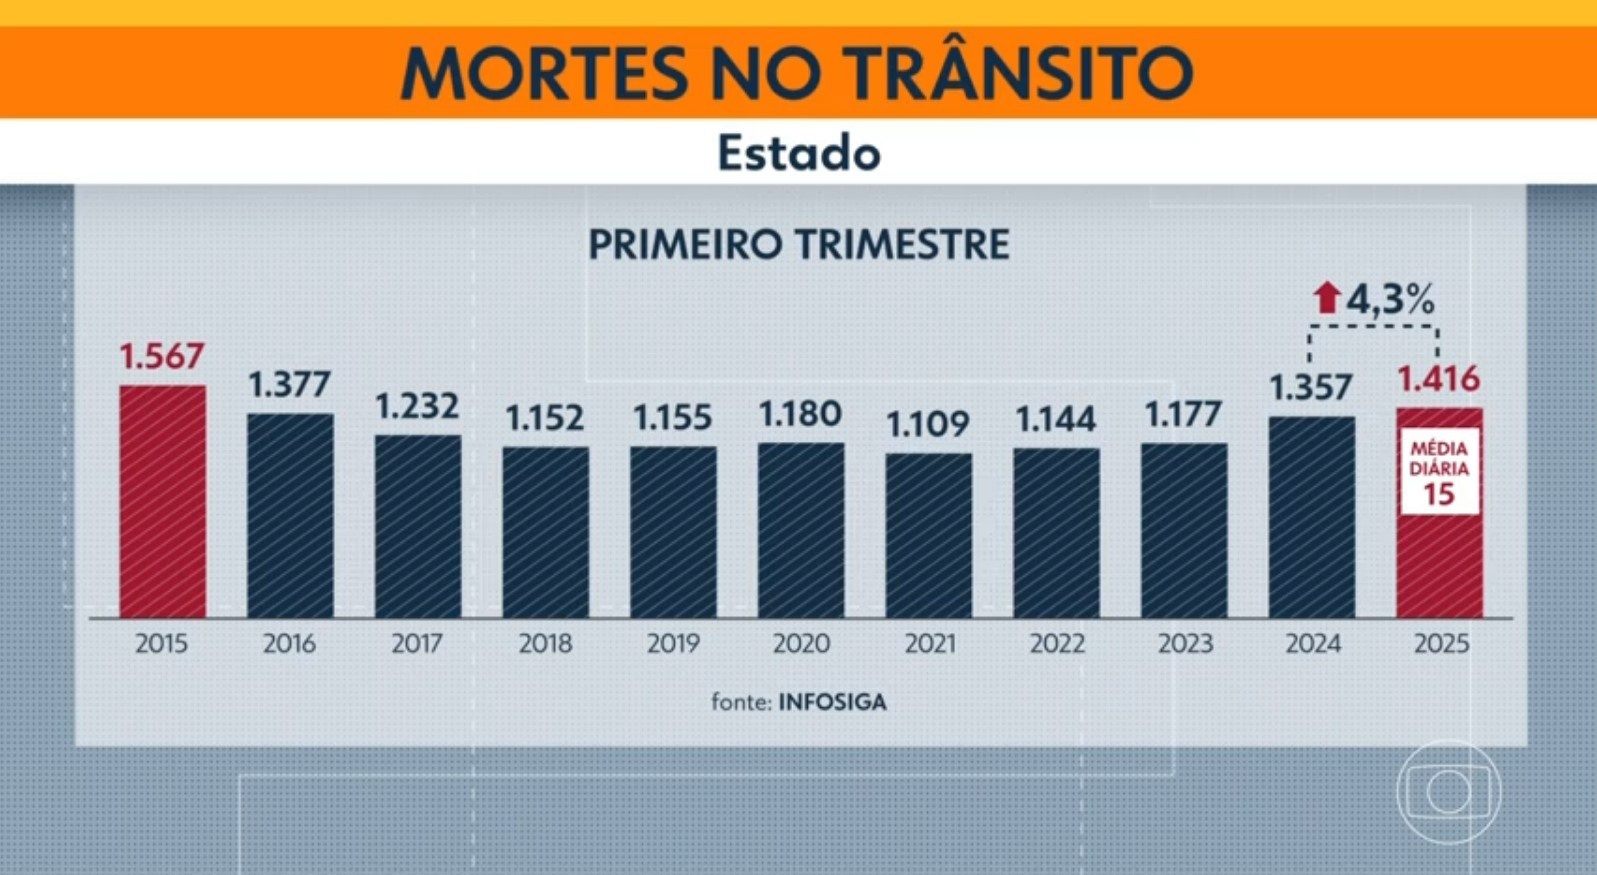 MORTES NO TRÂNSITO
Estado
PRIMEIRO TRIMESTRE
4,3%
1.567
1.377
1.232
1.152
1.155
1.180
1.109
1.144
1.177
1.357
1.416
MÉDIA
DIÁRIA
15
2015 2016 2017 2018 2019 2020 2021 2022 2023 2024 2025
fonte: INFOSIGA